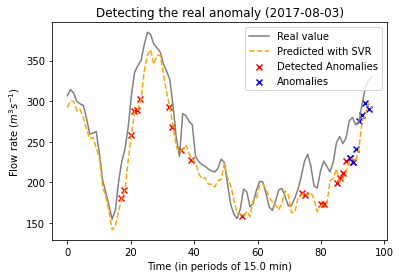 Detecting the real anomaly (2017-08-03)
Real value
Predicted with SVR
Detected Anomalies
Anomalies
350
300
250
200
150
Flow rate (m³s⁻¹)
0 20 40 60 80 100
Time (in periods of 15.0 min)